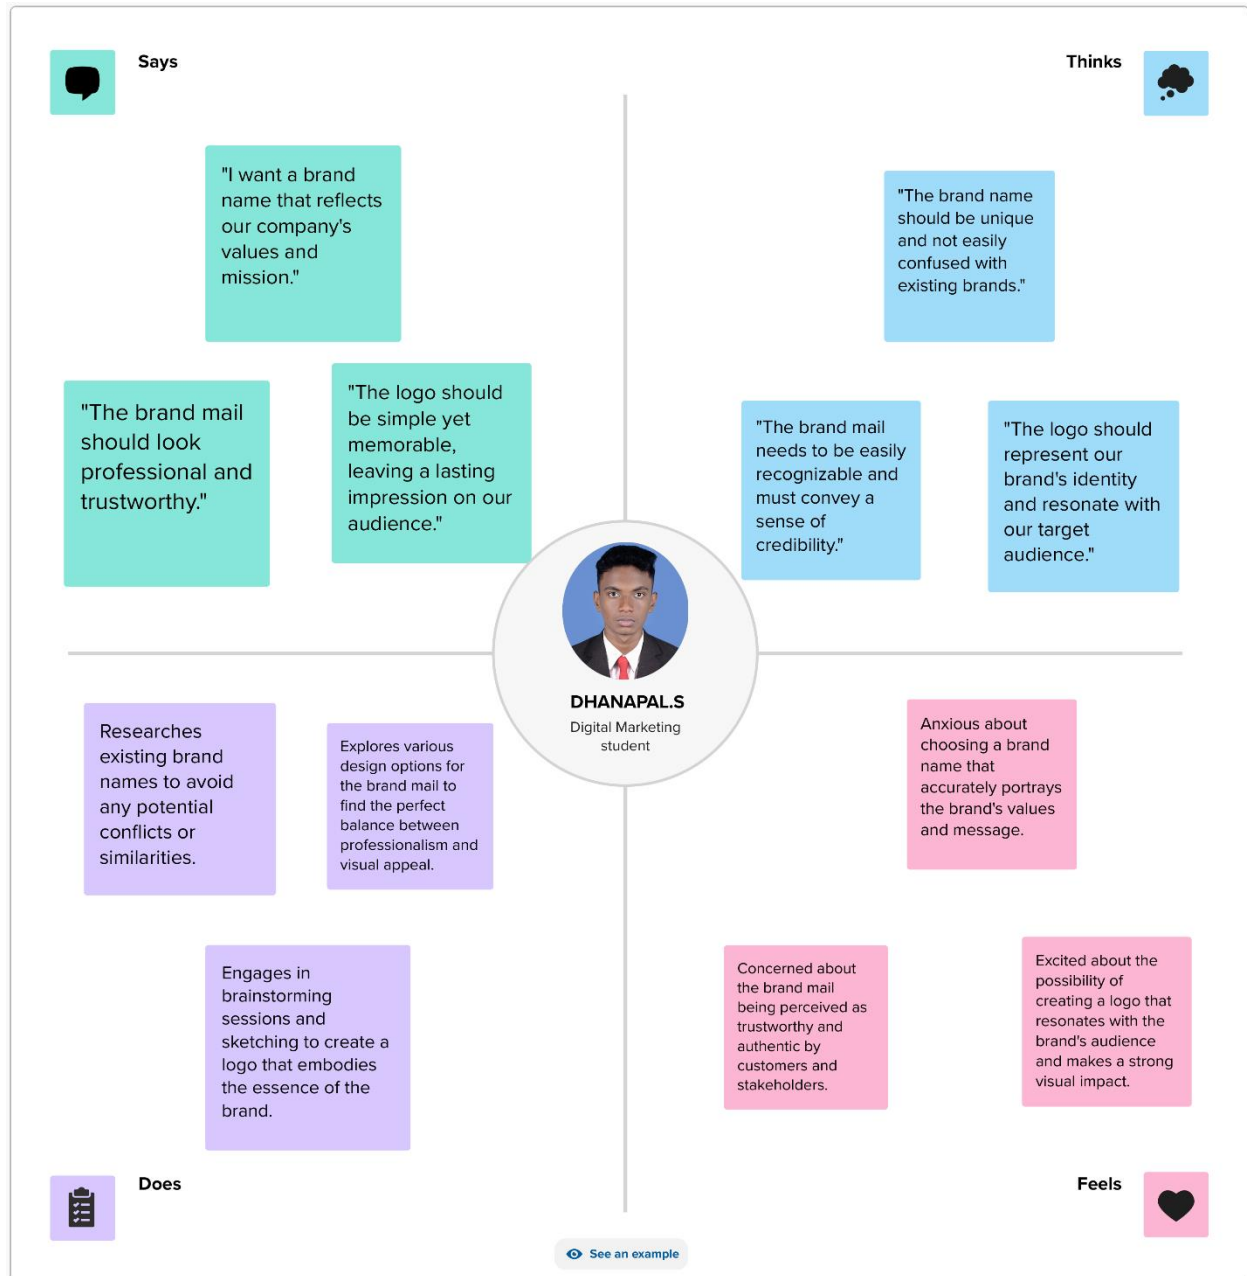 Says
Thinks
"I want a brand
name that reflects
our company's
values and
mission."
"The brand mail
should look
professional and
trustworthy."
"The logo should
be simple yet
memorable,
leaving a lasting
impression on our
audience."
"The brand name
should be unique
and not easily
confused with
existing brands."
"The brand mail
needs to be easily
recognizable and
must convey a
sense of
credibility."
"The logo should
represent our
brand's identity
and resonate with
our target
audience."
DHANAPAL.S
Digital Marketing
student
Researches
existing brand
names to avoid
any potential
conflicts or
similarities.
Explores various
design options for
the brand mail to
find the perfect
balance between
professionalism and
visual appeal.
Engages in
brainstorming
sessions and
sketching to create a
logo that embodies
the essence of the
brand.
Anxious about
choosing a brand
name that
accurately portrays
the brand's values
and message.
Concerned about
the brand mail
being perceived as
trustworthy and
authentic by
customers and
stakeholders.
Excited about the
possibility of
creating a logo that
resonates with the
brand's audience
and makes a strong
visual impact.
Does
Feels
See an example